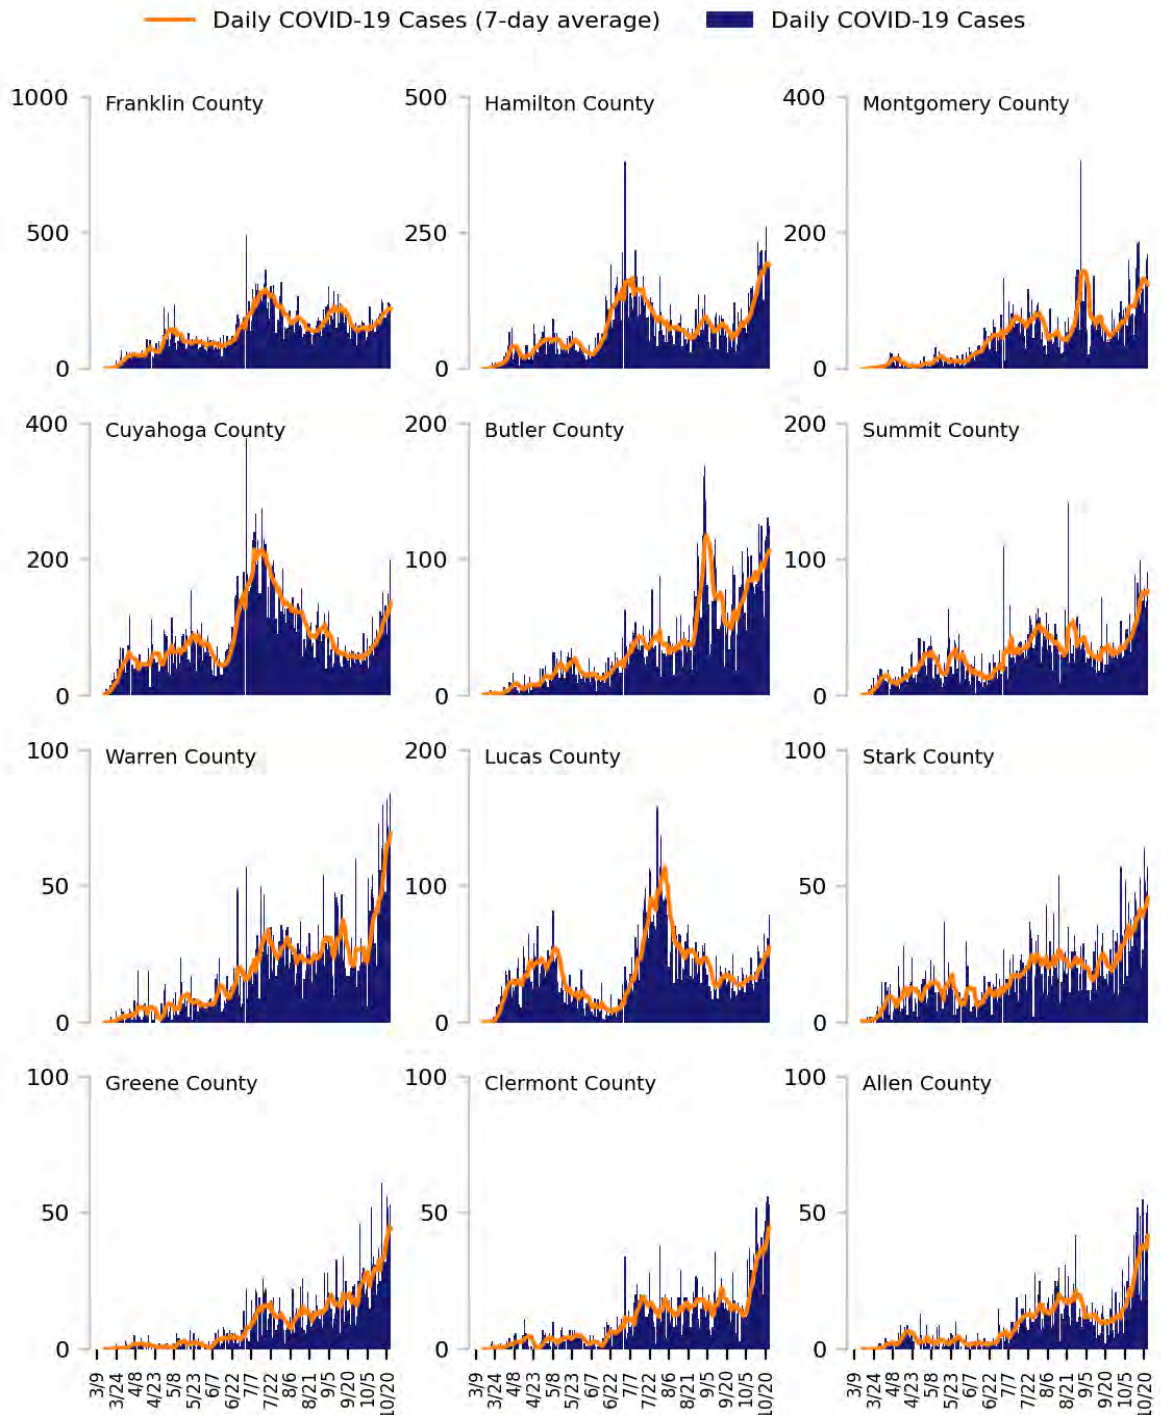 Daily COVID-19 Cases (7-day average) Daily COVID-19 Cases
1000 Franklin County 500 Hamilton County 400 Montgomery County
500 250 200
0 0 0
400 Cuyahoga County 200 Butler County 200 Summit County
200 100 100
0 0 0
100 Warren County 200 Lucas County 100 Stark County
50 100 50
0 0 0
100 Greene County 100 Clermont County 100 Allen County
50 50 50
0 0 0
3/9 3/24 4/8 4/23 5/8 5/23 6/7 6/22 7/7 7/22 8/6 8/21 9/5 9/20 10/5 10/20 3/9 3/24 4/8 4/23 5/8 5/23 6/7 6/22 7/7 7/22 8/6 8/21 9/5 9/20 10/5 10/20 3/9 3/24 4/8 4/23 5/8 5/23 6/7 6/22 7/7 7/22 8/6 8/21 9/5 9/20 10/5 10/20